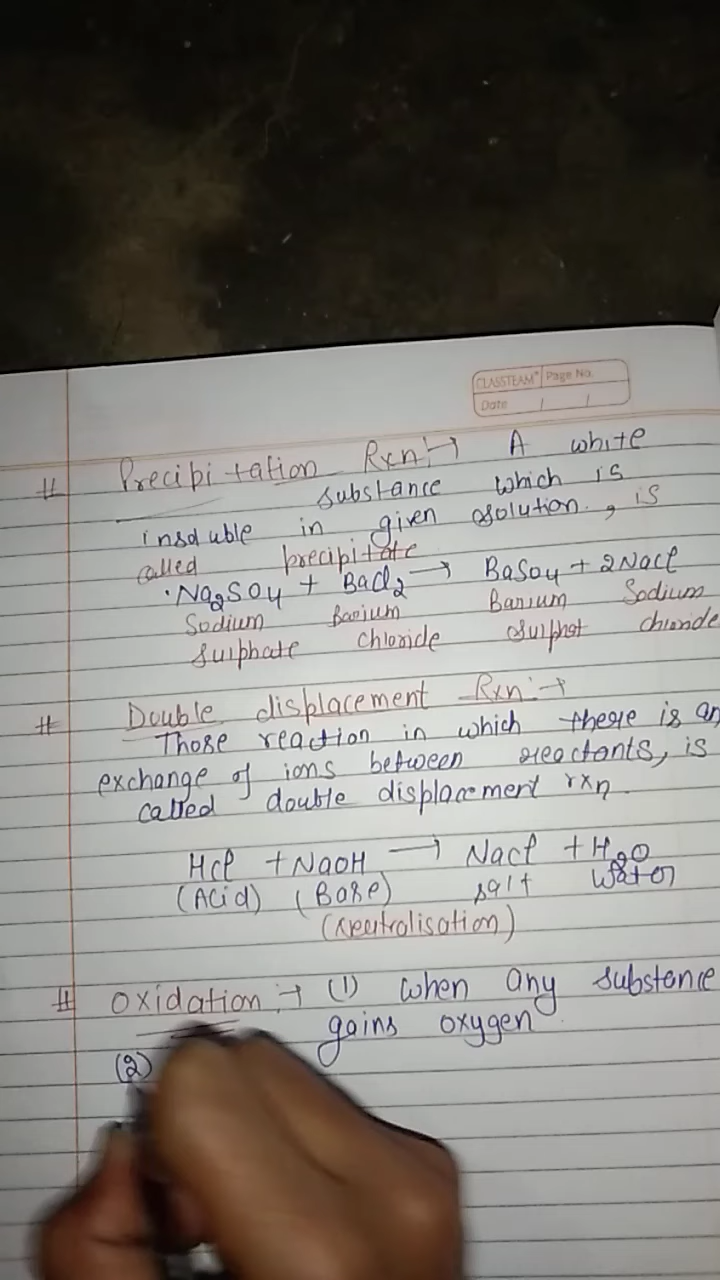 CLASSTEAM Page No.
Date / /
# Precipitation Rxn:→ A white
substance which is
insoluble in given solution, is
called precipitate
Na2SO4 + BaCl2 → BaSO4 + 2NaCl
Sodium Barium Barium Sodium
sulphate chloride sulphat chloride
# Double displacement Rxn:→
Those reaction in which there is an
exchange of ions between reactants, is
called double displacement rxn.
HCl + NaOH → NaCl + H2O
(Acid) (Base) salt water
(Neutralisation)
# Oxidation:→ (1) when any substence
gains oxygen
(2)